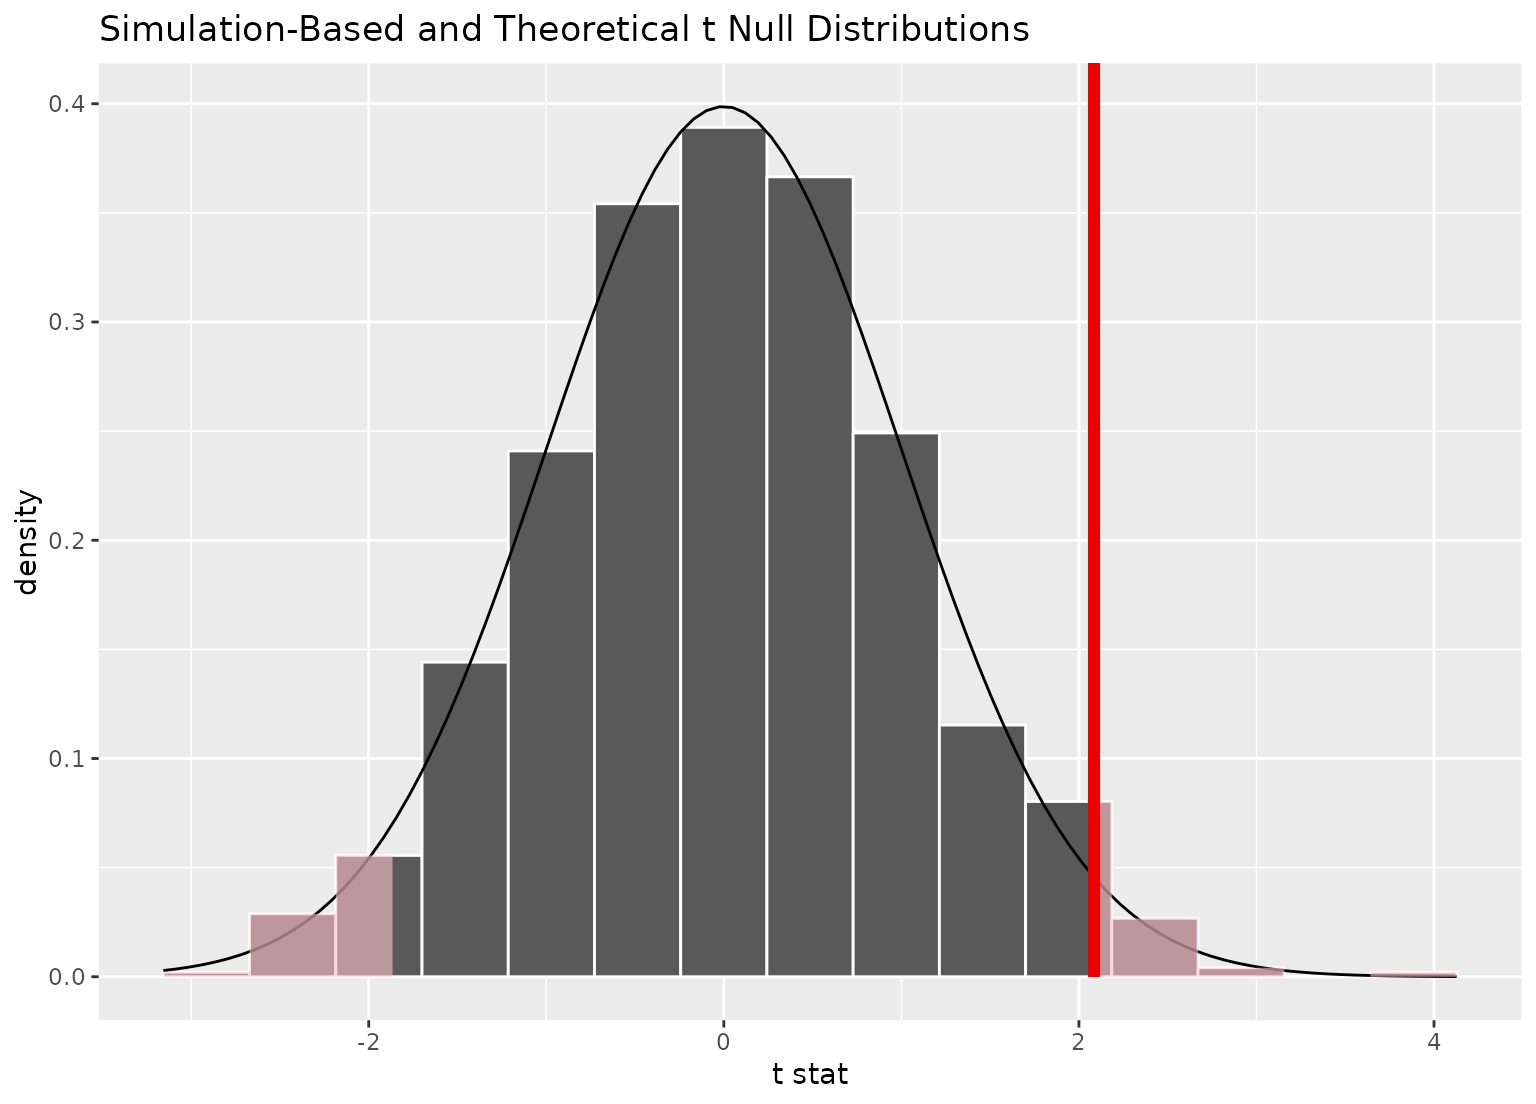 Simulation-Based and Theoretical t Null Distributions
0.4
0.3
0.2
0.1
0.0
density
-2 0 2 4
t stat